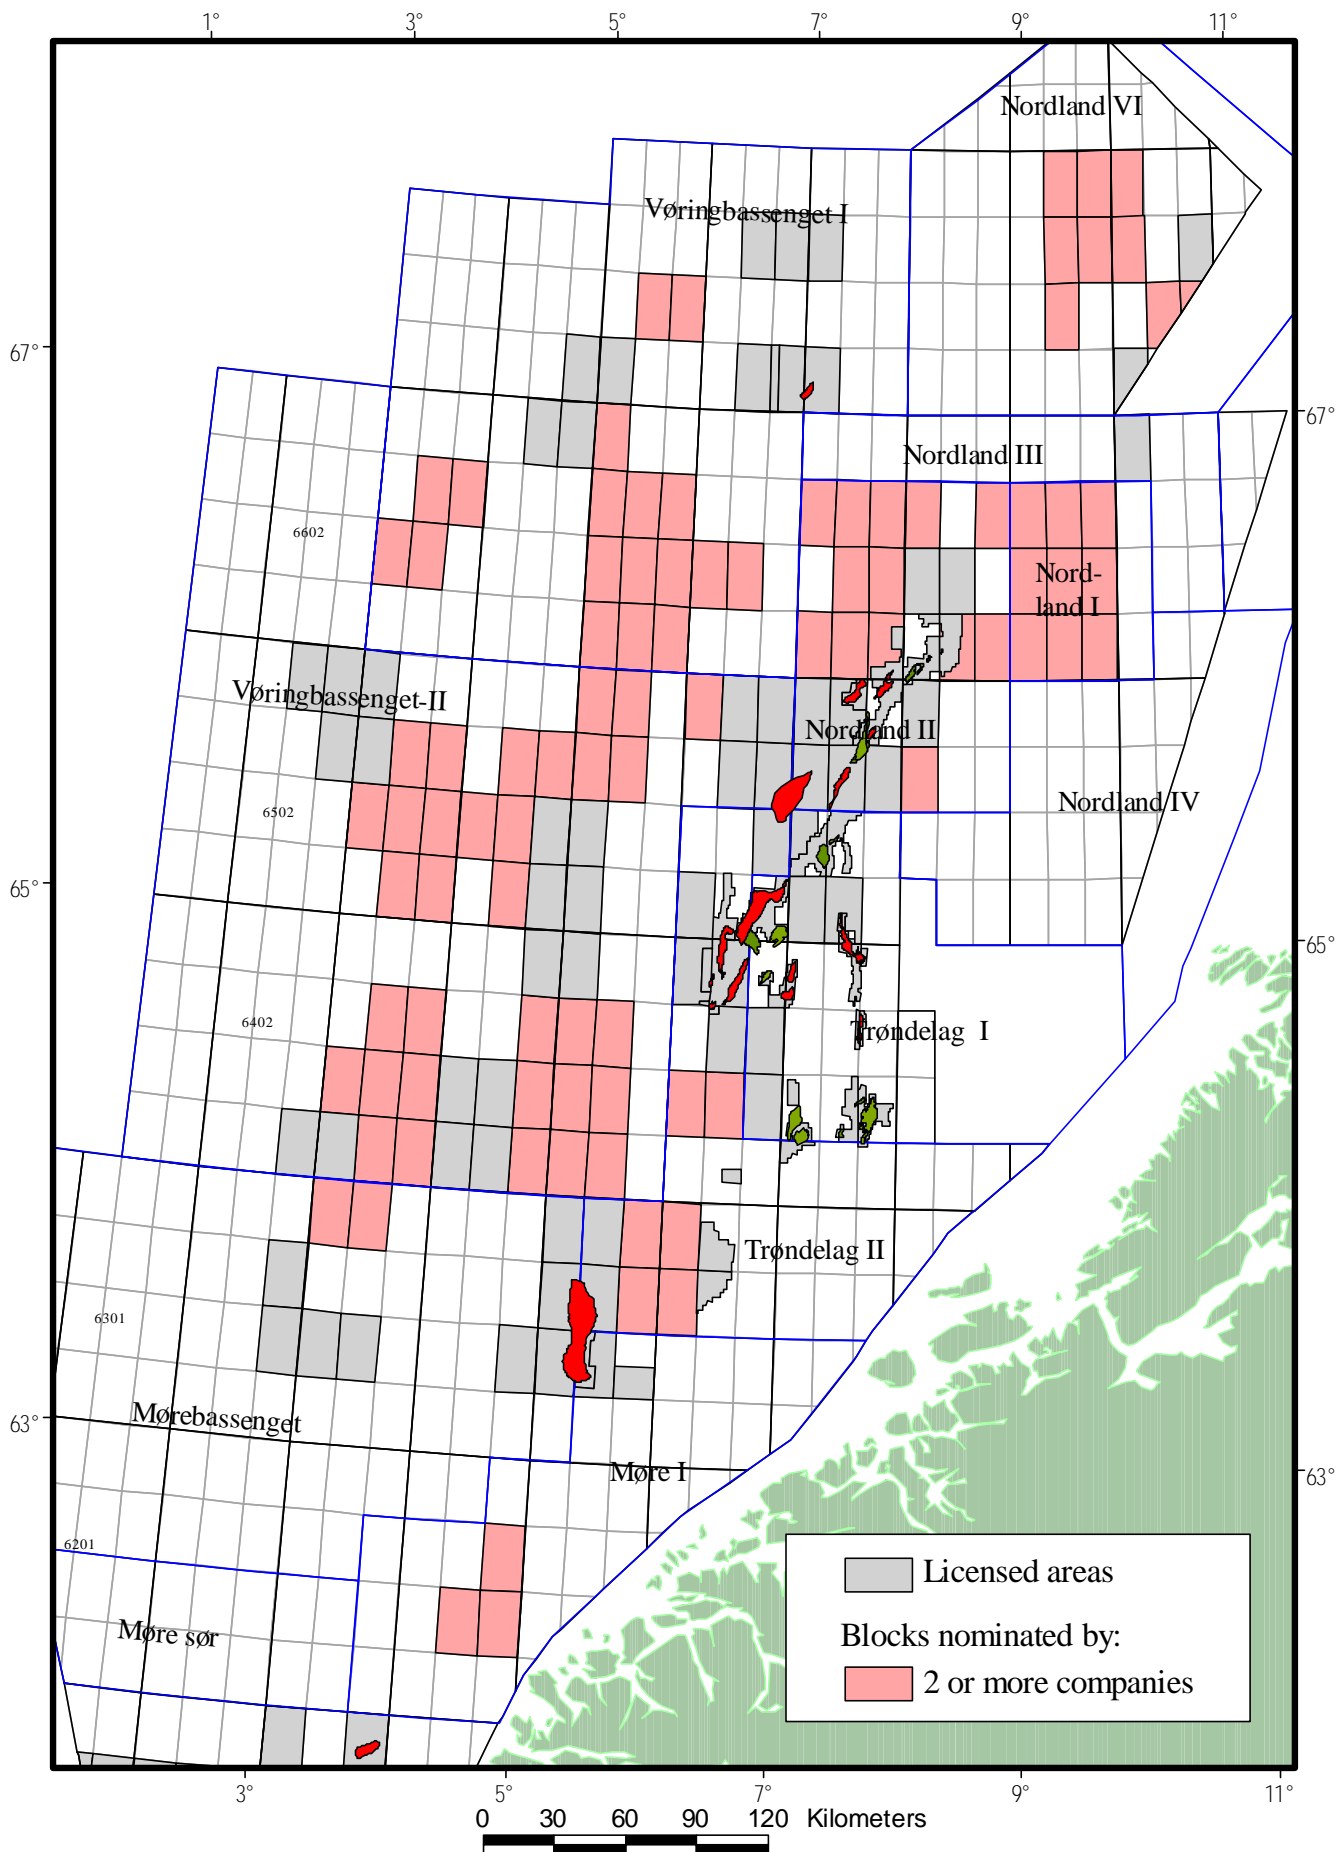 1° 3° 5° 7° 9° 11°
Nordland VI
Vøringbassenget I
67°
67°
Nordland III
6602
Nord-
land I
Vøringbassenget-II
Nordland II
6502
Nordland IV
65°
65°
6402
Trøndelag I
Trøndelag II
6301
Mørebassenget
63°
Møre I
63°
6201
Møre sør
Licensed areas
Blocks nominated by:
2 or more companies
3° 5° 7° 9° 11°
0 30 60 90 120 Kilometers